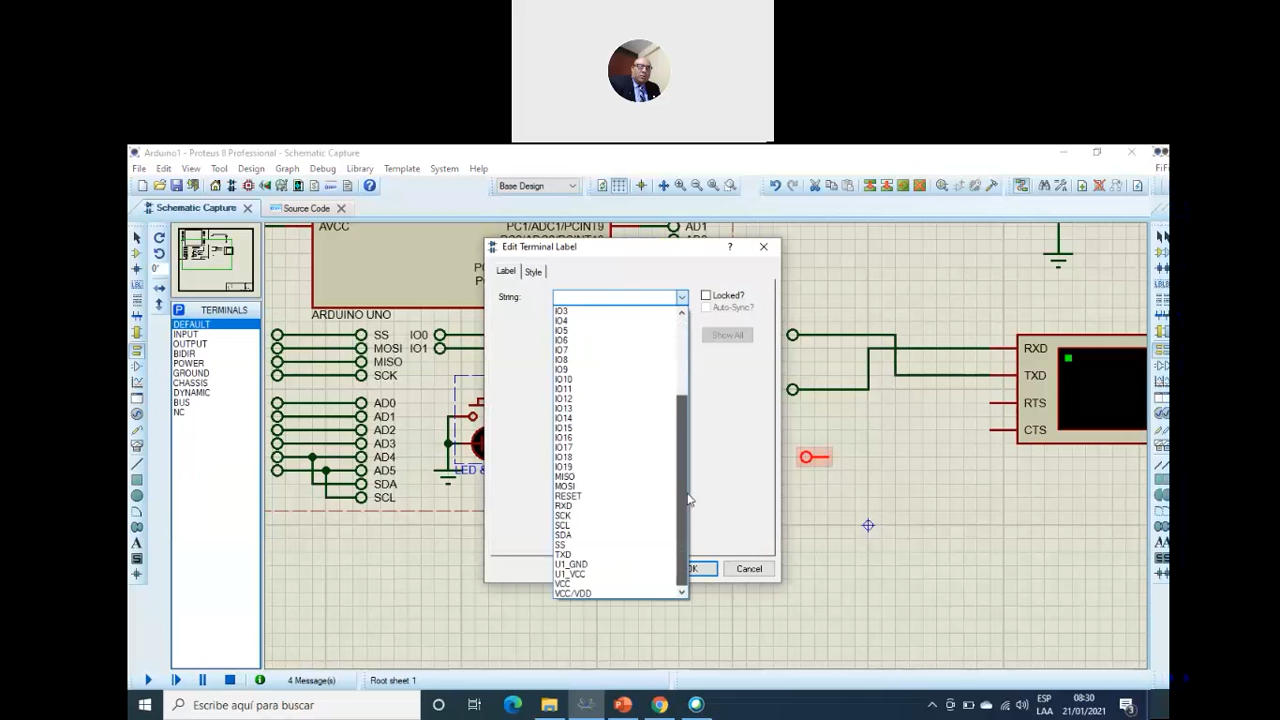 Arduino1 - Proteus 8 Professional - Schematic Capture
File Edit View Tool Design Graph Debug Library Template System Help
Base Design
Schematic Capture
Source Code
AVCC
PC1/ADC1/PCINT9
AD1
Edit Terminal Label
?
Label
Style
String:
Locked?
Auto-Sync?
Show All
0°
P TERMINALS
DEFAULT
INPUT
OUTPUT
BIDIR
POWER
GROUND
CHASSIS
DYNAMIC
BUS
NC
ARDUINO UNO
SS
MOSI
MISO
SCK
IO0
IO1
AD0
AD1
AD2
AD3
AD4
AD5
SDA
SCL
LED &
IO3
IO4
IO5
IO6
IO7
IO8
IO9
IO10
IO11
IO12
IO13
IO14
IO15
IO16
IO17
IO18
IO19
MISO
MOSI
RESET
RXD
SCK
SCL
SDA
SS
TXD
U1_GND
U1_VCC
VCC
VCC/VDD
Cancel
RXD
TXD
RTS
CTS
4 Message(s)
Root sheet 1
Escribe aquí para buscar
ESP
LAA
08:30
21/01/2021
3